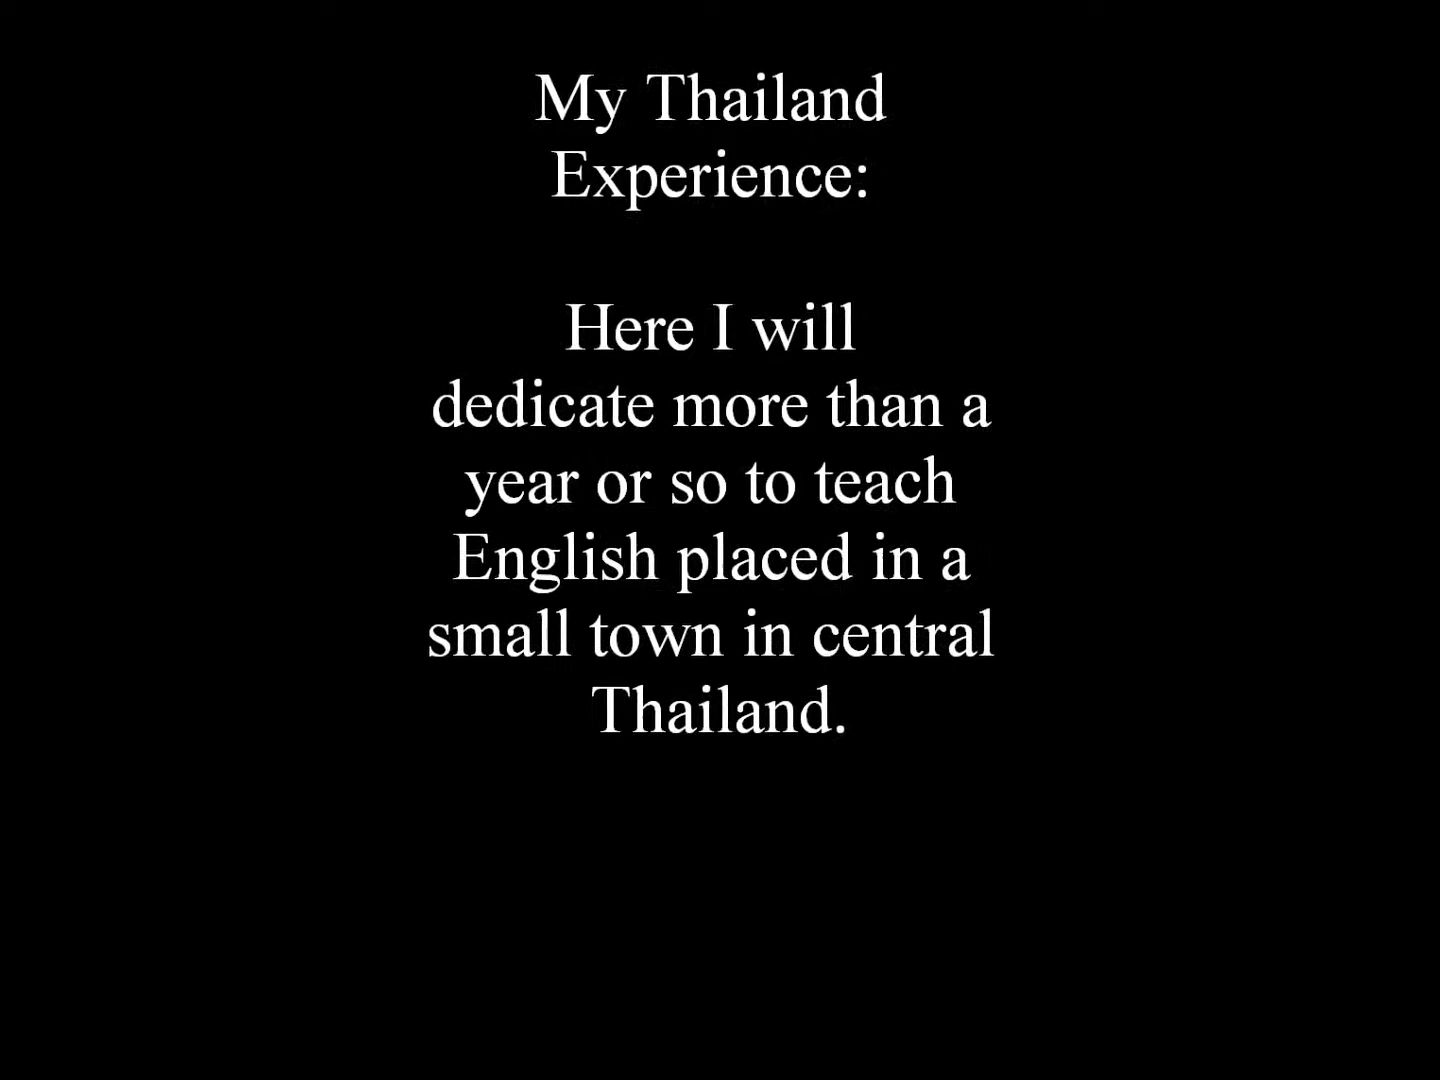 My Thailand
Experience:
Here I will
dedicate more than a
year or so to teach
English placed in a
small town in central
Thailand.